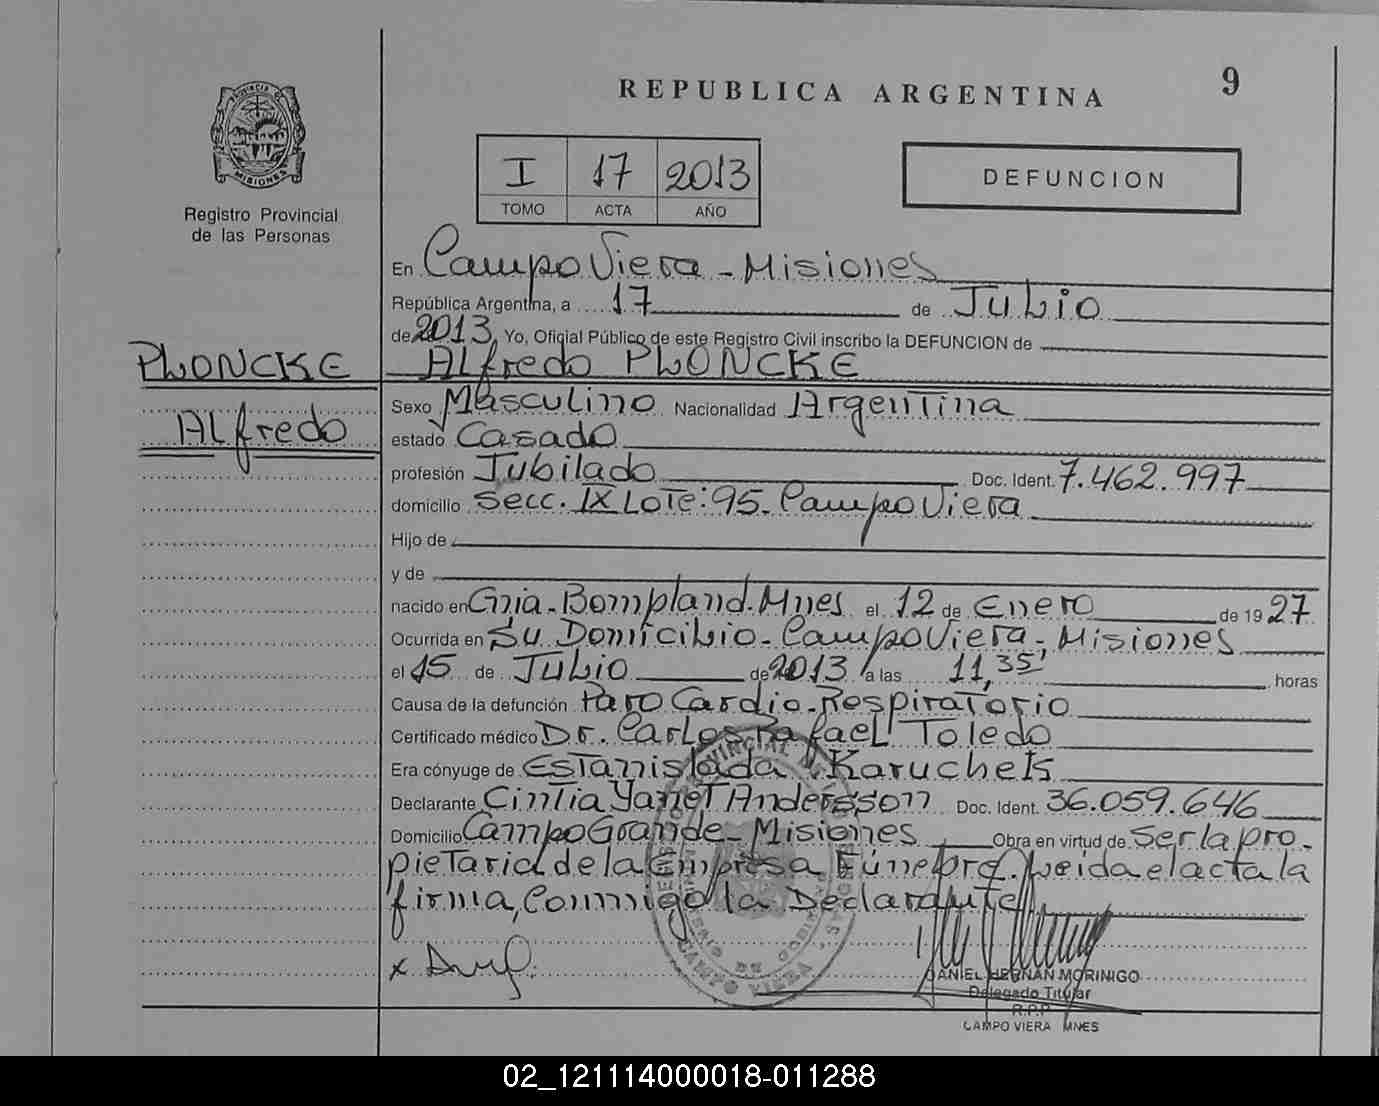 REPUBLICA ARGENTINA
9
PROVINCIA DE
MISIONES
Registro Provincial
de las Personas
I 17 2013
TOMO ACTA AÑO
DEFUNCION
En Campo Viera - Misiones
República Argentina, a 17 de Julio
de 2013. Yo, Oficial Público de este Registro Civil inscribo la DEFUNCION de
PLONCKE
Alfredo PLONCKE
Sexo Masculino Nacionalidad Argentina
Alfredo
estado Casado
profesión Jubilado Doc. Ident. 7.462.997
domicilio Secc. IX Lote: 95. Campo Viera
Hijo de
y de
nacido en Gnia. Bompland. Mnes el 12 de Enero de 1927
Ocurrida en Su Domicilio - Campo Viera, Misiones
el 15 de Julio de 2013 a las 11,35' horas
Causa de la defunción Paro Cardio-Respiratorio
Certificado médico Dr. Carlos Rafael Toledo
Era cónyuge de Estanislada Karuchek
Declarante Cintia Yanet Andersson Doc. Ident. 36.059.646
Domicilio Campo Grande - Misiones Obra en virtud de ser la pro-
pietaria de la Empresa Fúnebre. Leida el acta la
firma, Conmigo la Declarante
x
DANIEL HERNAN MORINIGO
Delegado Titular
R.P.P.
CAMPO VIERA MNES
CAMPO VIERA
02_121114000018-011288